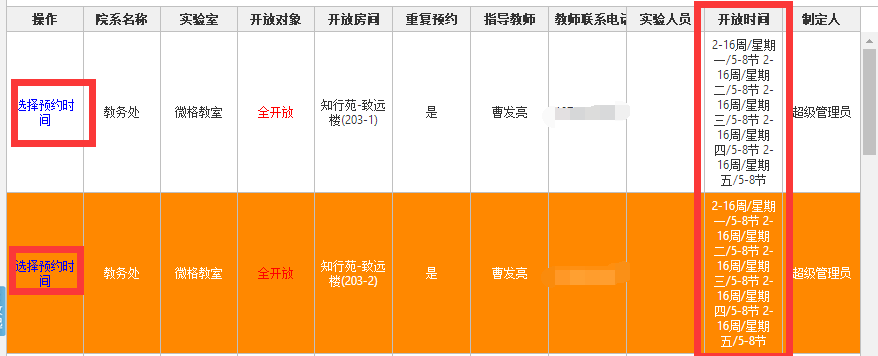 操作 院系名称 实验室 开放对象 开放房间 重复预约 指导教师 教师联系电话 实验人员 开放时间 制定人
选择预约时
间
教务处
微格教室
全开放
知行苑-致远
楼(203-1)
是
曹发亮
2-16周/星期
一/5-8节 2-
16周/星期
二/5-8节 2-
16周/星期
三/5-8节 2-
16周/星期
四/5-8节 2-
16周/星期
五/5-8节
超级管理员
选择预约时
间
教务处
微格教室
全开放
知行苑-致远
楼(203-2)
是
曹发亮
2-16周/星期
一/5-8节 2-
16周/星期
二/5-8节 2-
16周/星期
三/5-8节 2-
16周/星期
四/5-8节 2-
16周/星期
五/5-8节
超级管理员